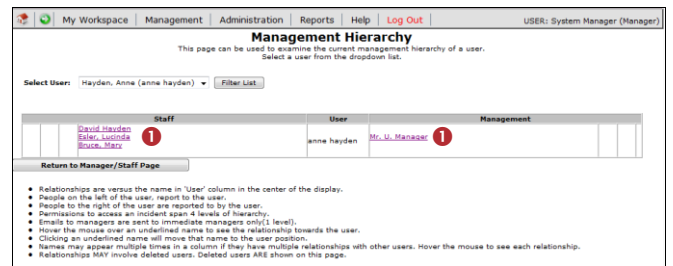 My Workspace | Management | Administration | Reports | Help | Log Out | USER: System Manager (Manager)
Management Hierarchy
This page can be used to examine the current management hierarchy of a user.
Select a user from the dropdown list.
Select User: Hayden, Anne (anne hayden) Filter List
Staff User Management
David Hayden
Esler, Lucinda 1
Bruce, Mary
anne hayden
Mr. U. Manager 1
Return to Manager/Staff Page
• Relationships are versus the name in 'User' column in the center of the display.
• People on the left of the user, report to the user.
• People to the right of the user are reported to by the user.
• Permissions to access an incident span 4 levels of hierarchy.
• Emails to managers are sent to immediate managers only(1 level).
• Hover the mouse over an underlined name to see the relationship towards the user.
• Clicking an underlined name will move that name to the user position.
• Names may appear multiple times in a column if they have multiple relationships with other users. Hover the mouse to see each relationship.
• Relationships MAY involve deleted users. Deleted users ARE shown on this page.